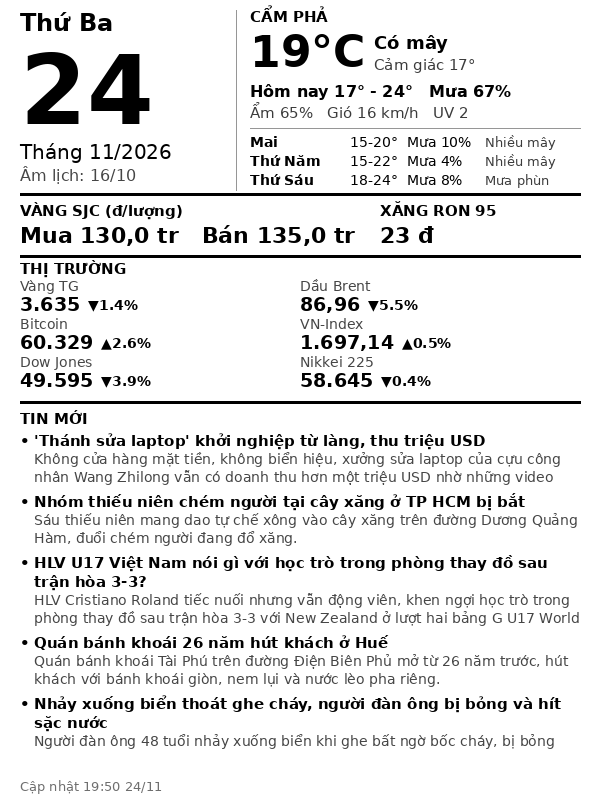 Thứ Ba
24
Tháng 11/2026
Âm lịch: 16/10
CẨM PHẢ
19°C Có mây
Cảm giác 17°
Hôm nay 17° - 24° Mưa 67%
Ẩm 65% Gió 16 km/h UV 2
Mai 15-20° Mưa 10% Nhiều mây
Thứ Năm 15-22° Mưa 4% Nhiều mây
Thứ Sáu 18-24° Mưa 8% Mưa phùn
VÀNG SJC (đ/lượng)
Mua 130,0 tr Bán 135,0 tr
XĂNG RON 95
23 đ
THỊ TRƯỜNG
Vàng TG
3.635 ▼1.4%
Dầu Brent
86,96 ▼5.5%
Bitcoin
60.329 ▲2.6%
VN-Index
1.697,14 ▲0.5%
Dow Jones
49.595 ▼3.9%
Nikkei 225
58.645 ▼0.4%
TIN MỚI
• 'Thánh sửa laptop' khởi nghiệp từ làng, thu triệu USD
Không cửa hàng mặt tiền, không biển hiệu, xưởng sửa laptop của cựu công
nhân Wang Zhilong vẫn có doanh thu hơn một triệu USD nhờ những video
• Nhóm thiếu niên chém người tại cây xăng ở TP HCM bị bắt
Sáu thiếu niên mang dao tự chế xông vào cây xăng trên đường Dương Quảng
Hàm, đuổi chém người đang đổ xăng.
• HLV U17 Việt Nam nói gì với học trò trong phòng thay đồ sau
trận hòa 3-3?
HLV Cristiano Roland tiếc nuối nhưng vẫn động viên, khen ngợi học trò trong
phòng thay đồ sau trận hòa 3-3 với New Zealand ở lượt hai bảng G U17 World
• Quán bánh khoái 26 năm hút khách ở Huế
Quán bánh khoái Tài Phú trên đường Điện Biên Phủ mở từ 26 năm trước, hút
khách với bánh khoái giòn, nem lụi và nước lèo pha riêng.
• Nhảy xuống biển thoát ghe cháy, người đàn ông bị bỏng và hít
sặc nước
Người đàn ông 48 tuổi nhảy xuống biển khi ghe bất ngờ bốc cháy, bị bỏng
Cập nhật 19:50 24/11